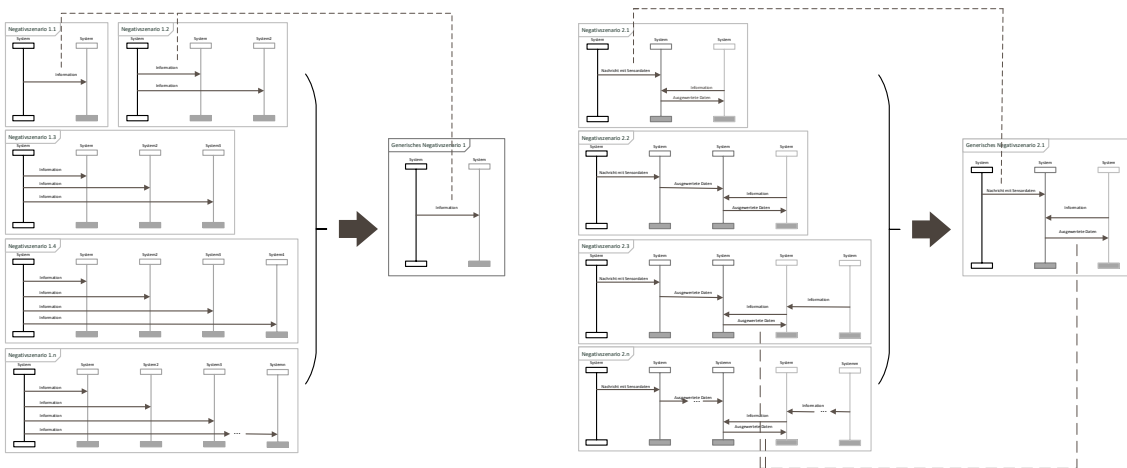 Negativszenario 1.1
System
System
Information
Negativszenario 1.2
System
System
System2
Information
Information
Negativszenario 1.3
System
System
System2
System3
Information
Information
Information
Negativszenario 1.4
System
System
System2
System3
System4
Information
Information
Information
Information
Negativszenario 1.n
System
System
System2
System3
Systemn
Information
Information
Information
Information
...
Generisches Negativszenario 1
System
System
Information
Negativszenario 2.1
System
System
System
Nachricht mit Sensordaten
Information
Ausgewertete Daten
Negativszenario 2.2
System
System
System
System
Nachricht mit Sensordaten
Ausgewertete Daten
Information
Ausgewertete Daten
Negativszenario 2.3
System
System
System
System
System
Nachricht mit Sensordaten
Ausgewertete Daten
Information
Information
Ausgewertete Daten
Negativszenario 2.n
System
System
Systemn
System
Systemm
Nachricht mit Sensordaten
Ausgewertete Daten
...
Information
...
Information
Ausgewertete Daten
Generisches Negativszenario 2.1
System
System
System
Nachricht mit Sensordaten
Information
Ausgewertete Daten